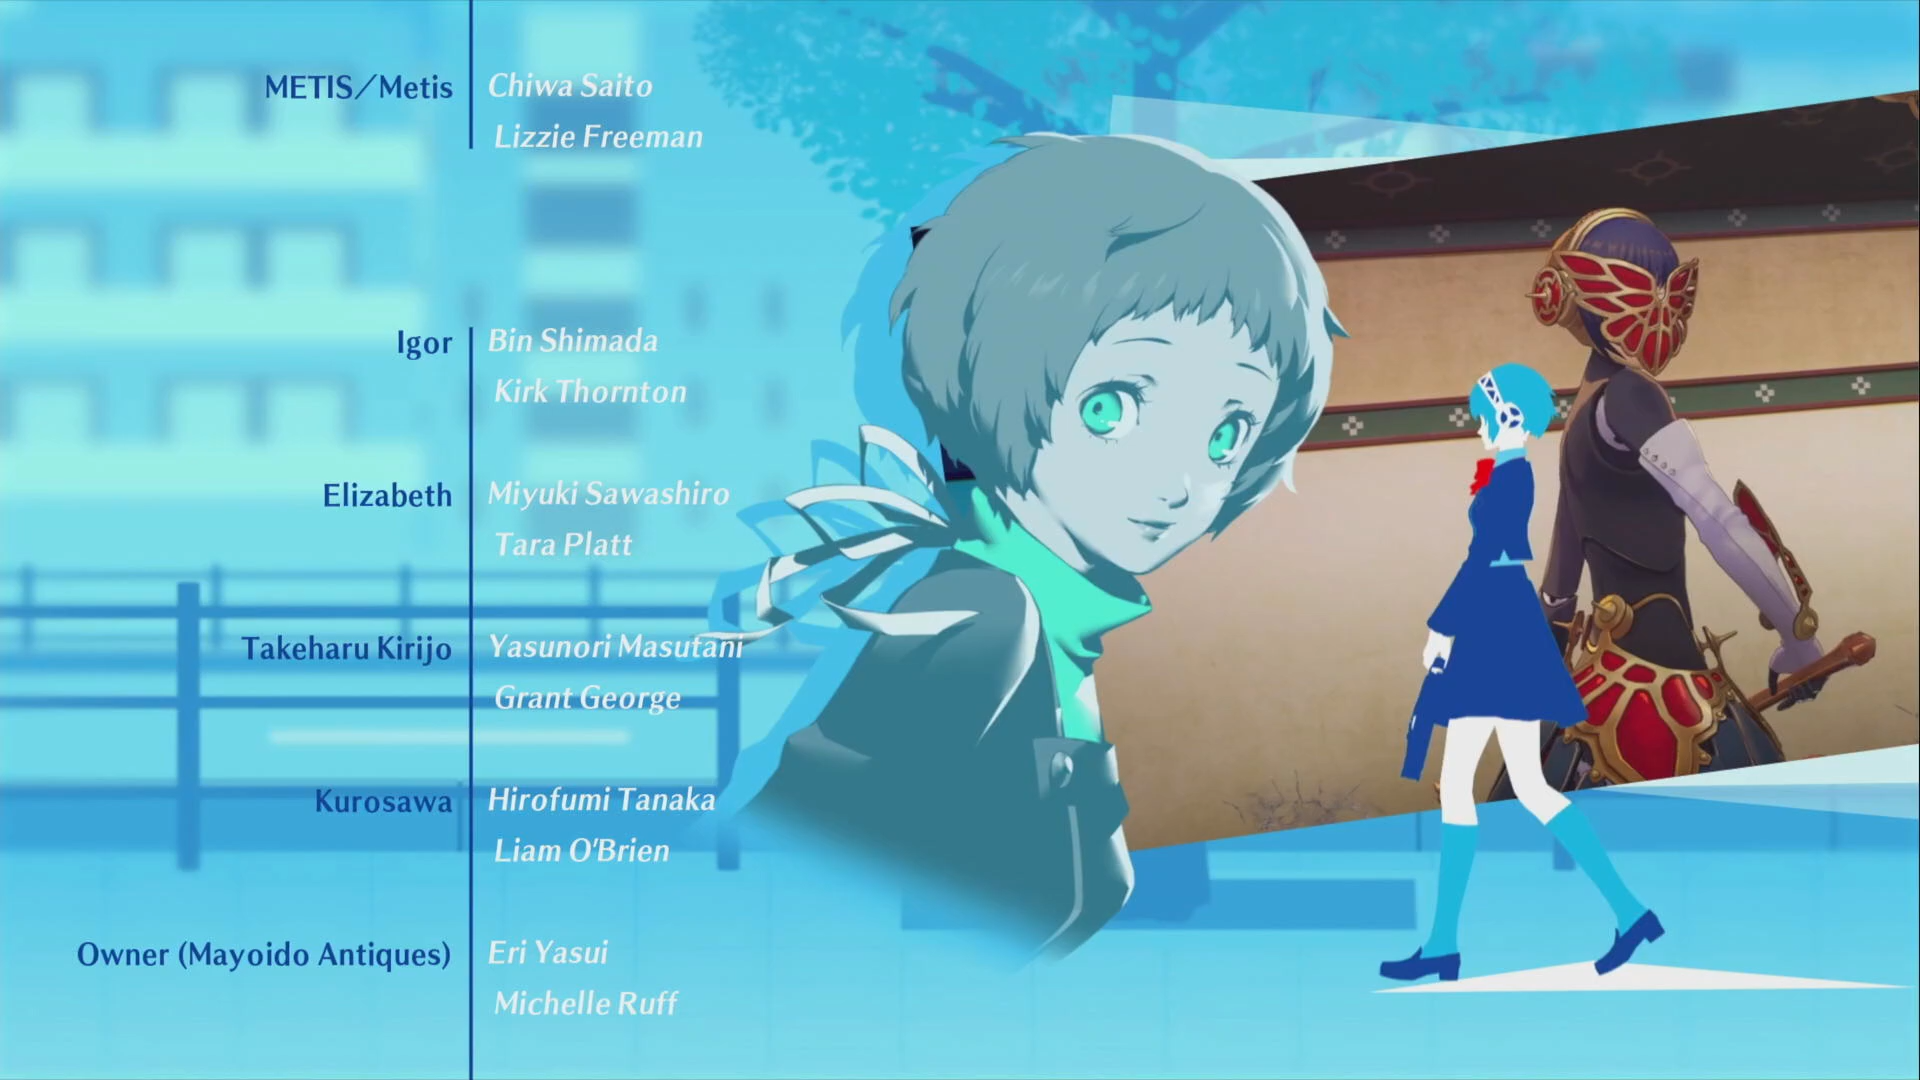 METIS／Metis Chiwa Saito
Lizzie Freeman
Igor Bin Shimada
Kirk Thornton
Elizabeth Miyuki Sawashiro
Tara Platt
Takeharu Kirijo Yasunori Masutani
Grant George
Kurosawa Hirofumi Tanaka
Liam O'Brien
Owner (Mayoido Antiques) Eri Yasui
Michelle Ruff